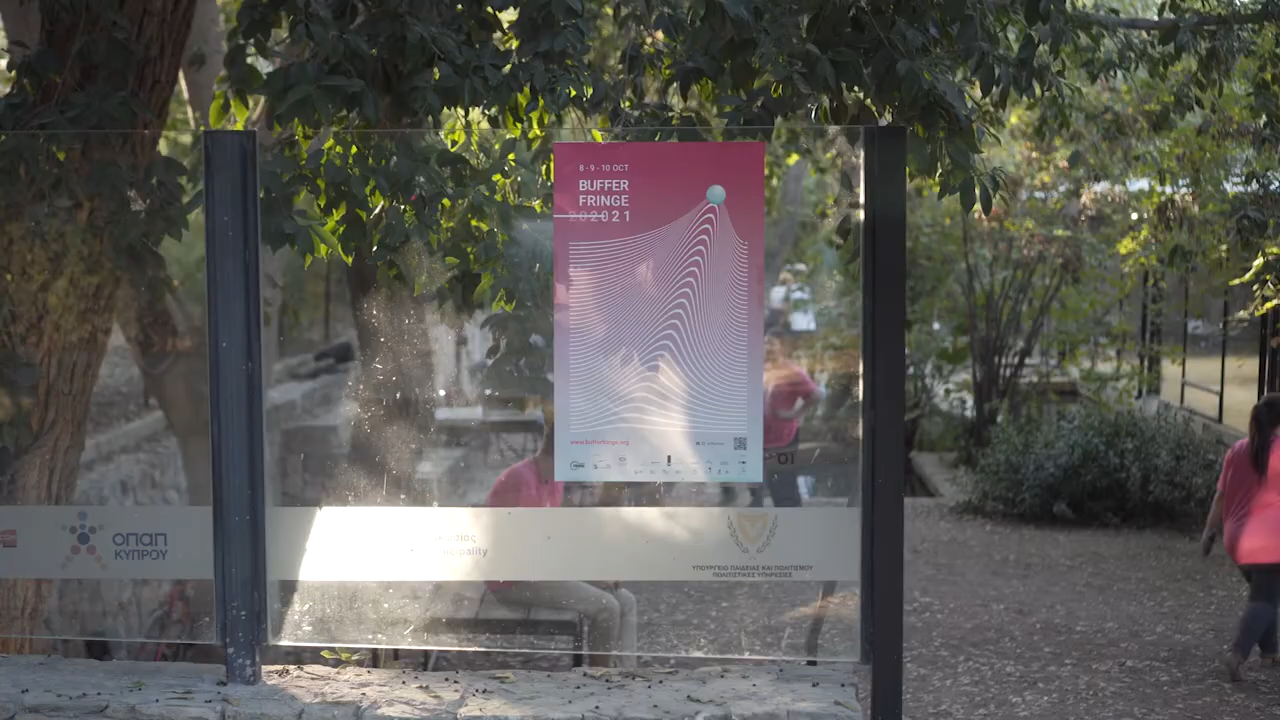 8 - 9 - 10 OCT
BUFFER
FRINGE
202021
www.bufferfringe.org
ΟΠΑΠ
ΚΥΠΡΟΥ
ΥΠΟΥΡΓΕΙΟ ΠΑΙΔΕΙΑΣ ΚΑΙ ΠΟΛΙΤΙΣΜΟΥ
ΠΟΛΙΤΙΣΤΙΚΕΣ ΥΠΗΡΕΣΙΕΣ